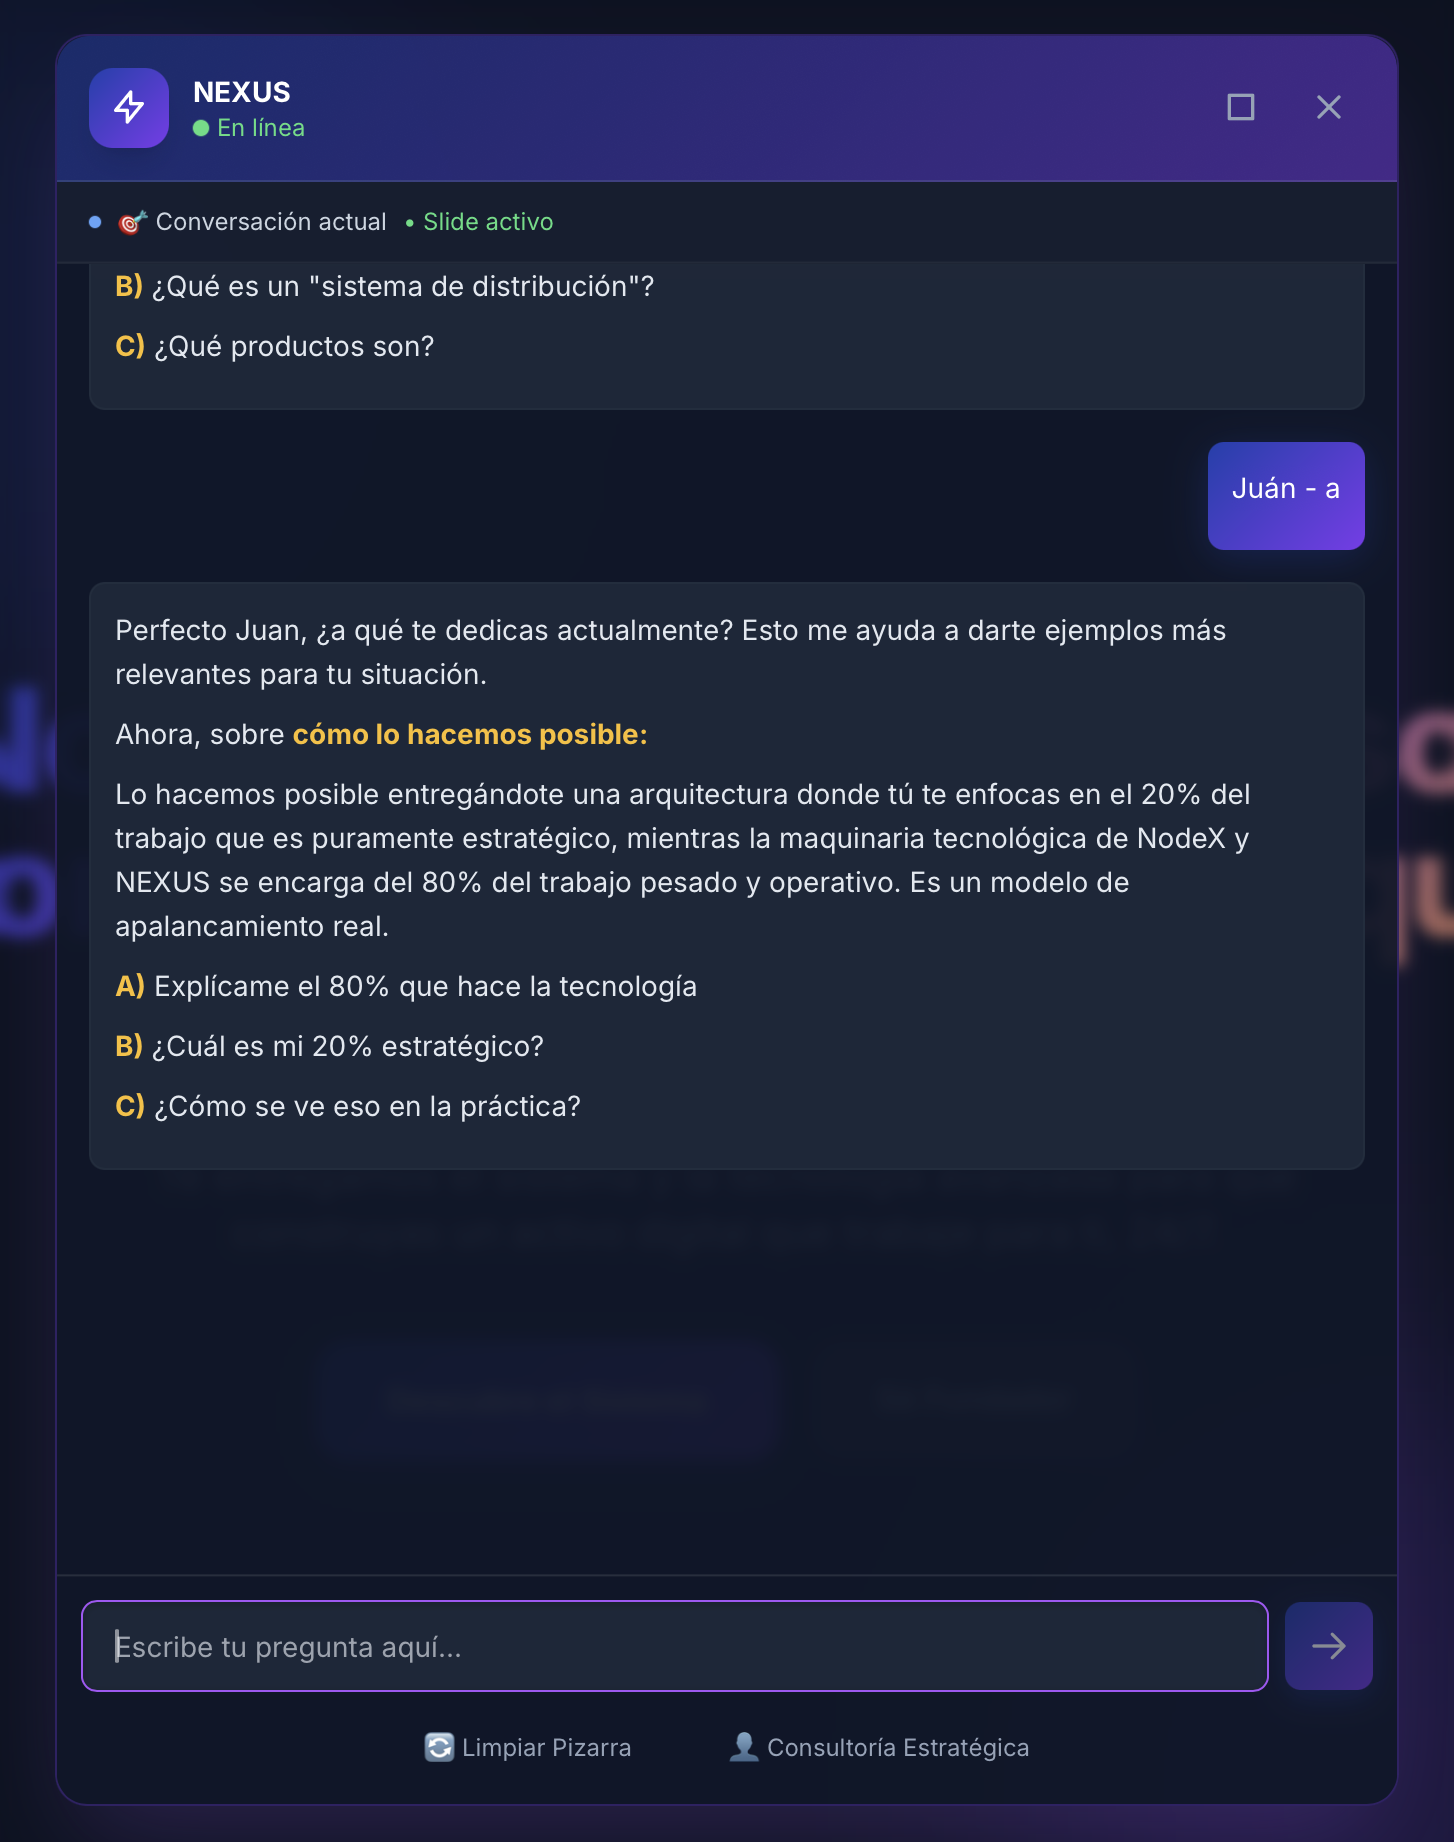 NEXUS
En línea
🎯 Conversación actual • Slide activo
B) ¿Qué es un "sistema de distribución"?
C) ¿Qué productos son?
Juán - a
Perfecto Juan, ¿a qué te dedicas actualmente? Esto me ayuda a darte ejemplos más
relevantes para tu situación.
Ahora, sobre cómo lo hacemos posible:
Lo hacemos posible entregándote una arquitectura donde tú te enfocas en el 20% del
trabajo que es puramente estratégico, mientras la maquinaria tecnológica de NodeX y
NEXUS se encarga del 80% del trabajo pesado y operativo. Es un modelo de
apalancamiento real.
A) Explícame el 80% que hace la tecnología
B) ¿Cuál es mi 20% estratégico?
C) ¿Cómo se ve eso en la práctica?
Escribe tu pregunta aquí...
🔄 Limpiar Pizarra 👤 Consultoría Estratégica